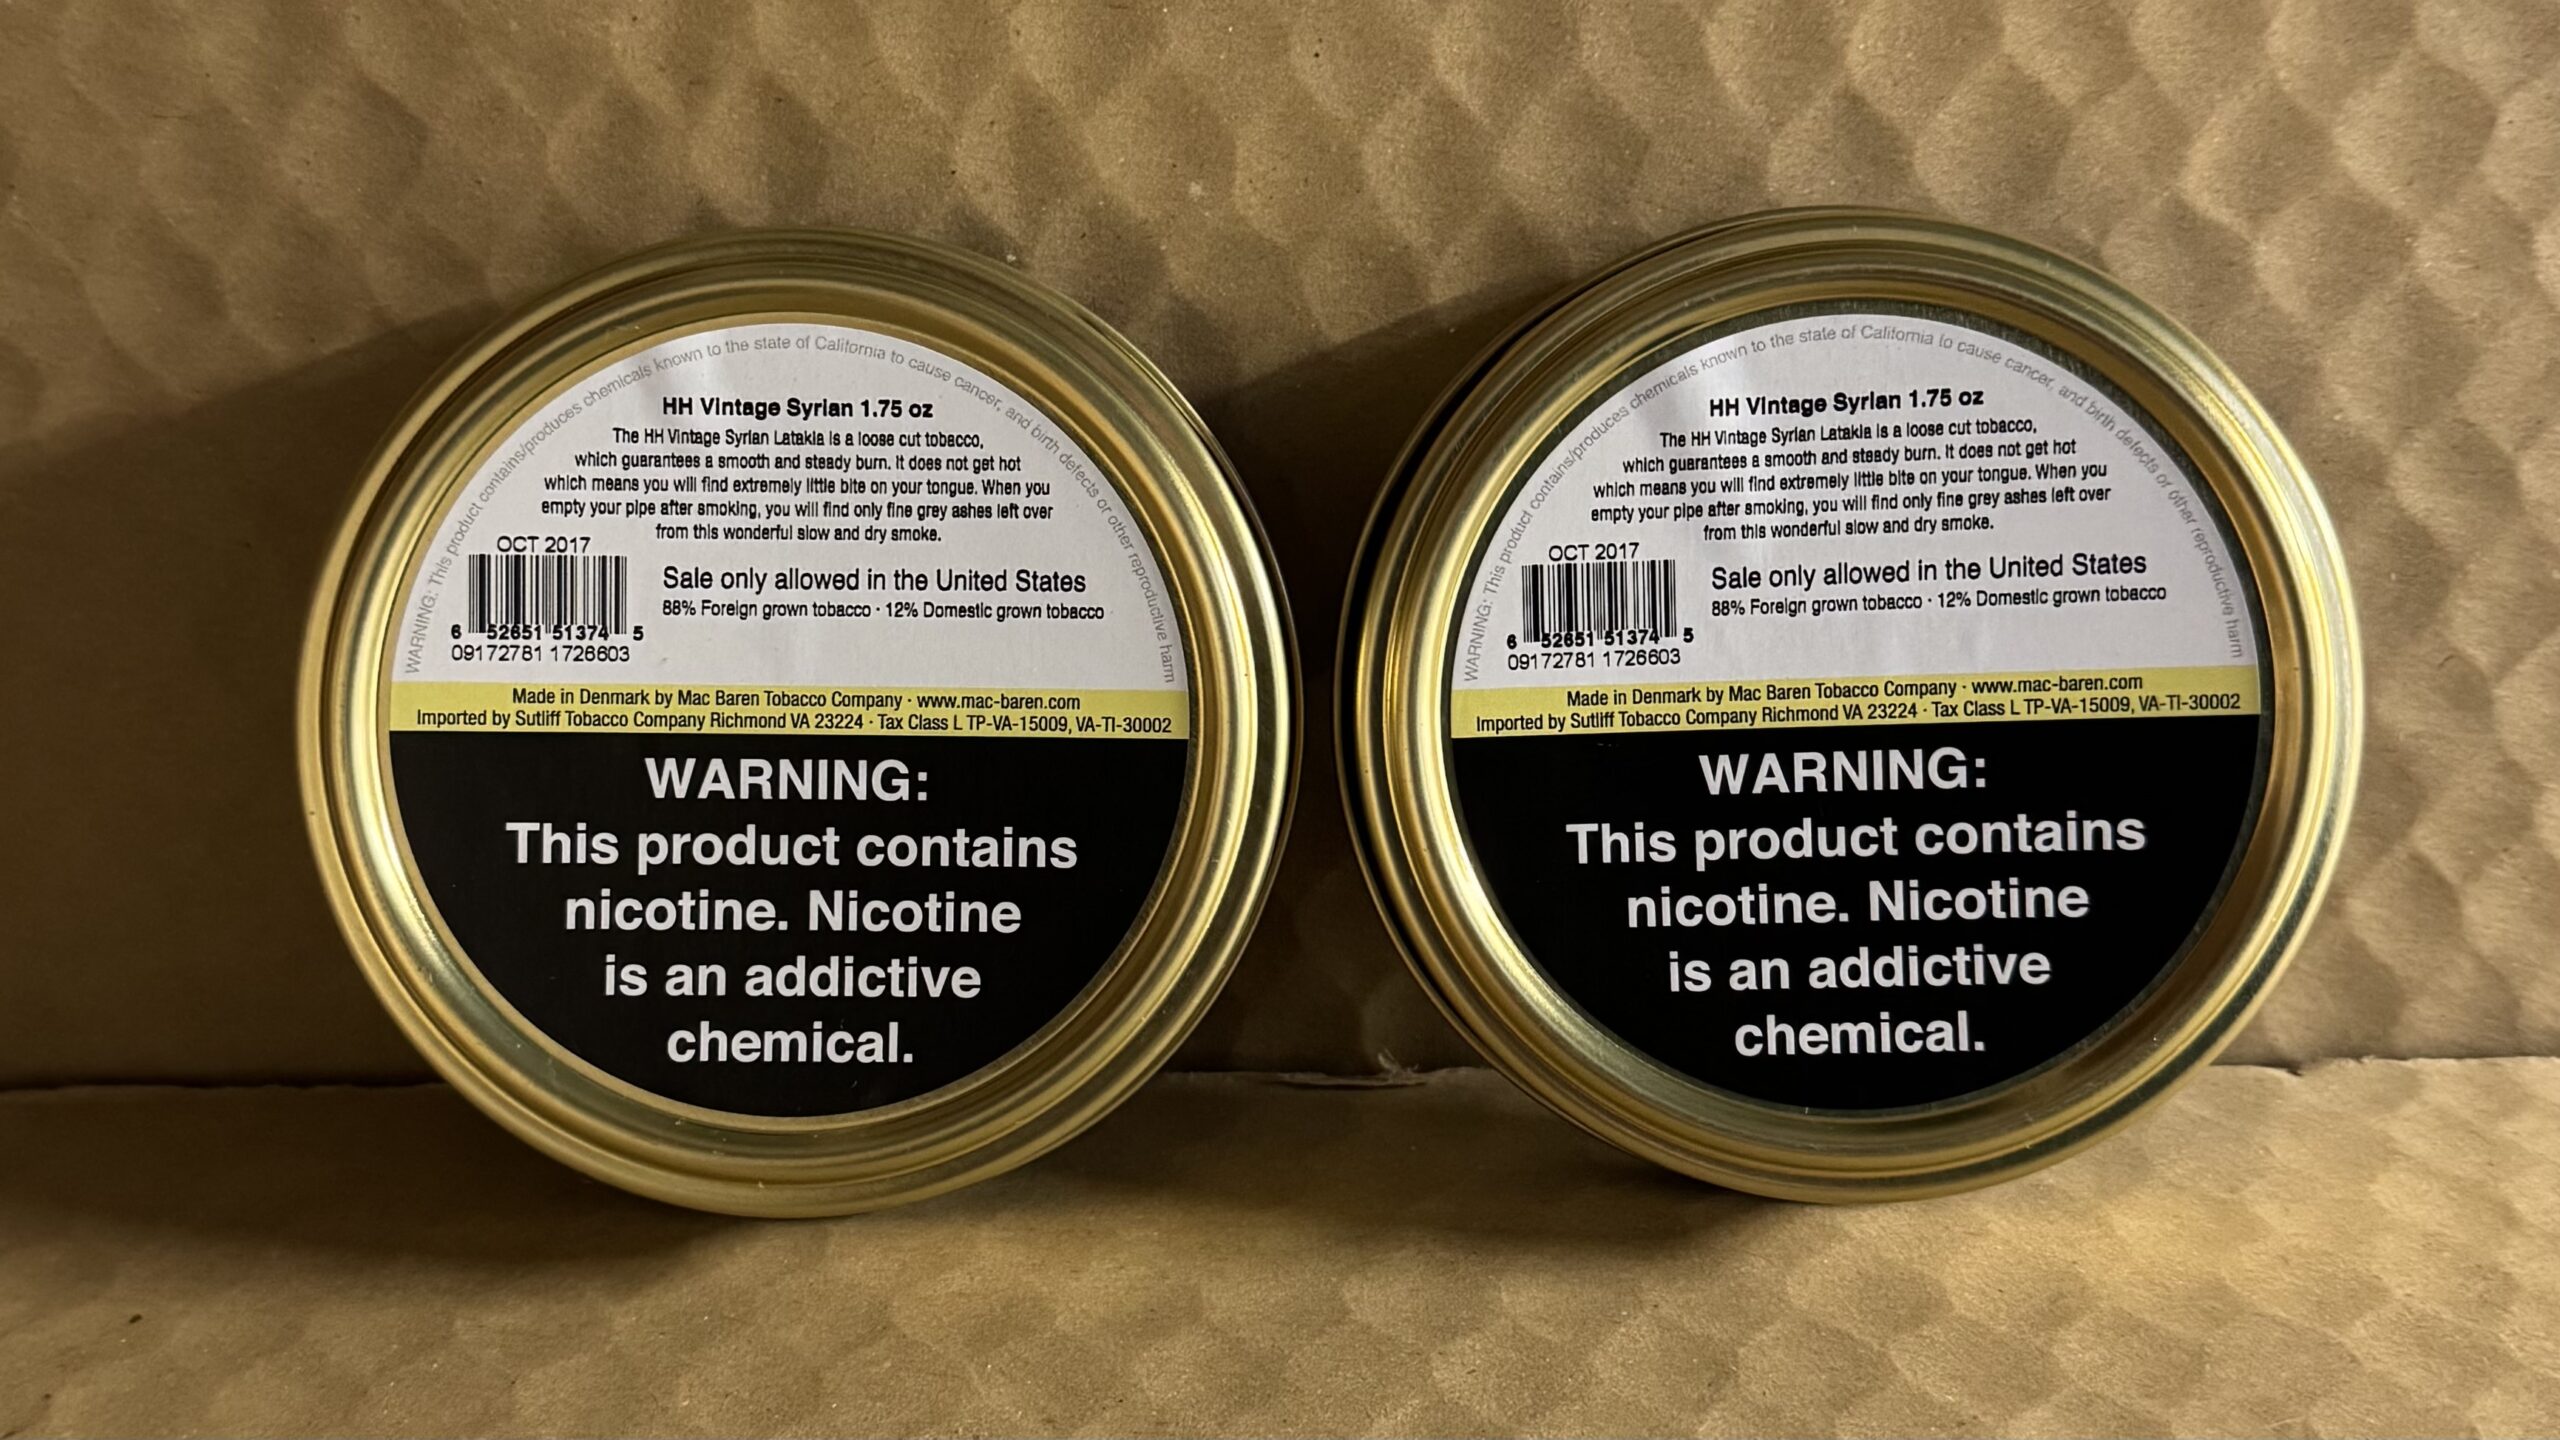 WARNING: This product contains/produces chemicals known to the state of California to cause cancer, and birth defects or other reproductive harm
HH Vintage Syrian 1.75 oz
The HH Vintage Syrian Latakia is a loose cut tobacco,
which guarantees a smooth and steady burn. It does not get hot
which means you will find extremely little bite on your tongue. When you
empty your pipe after smoking, you will find only fine grey ashes left over
from this wonderful slow and dry smoke.
OCT 2017
6 52651 51374 5
09172781 1726603
Sale only allowed in the United States
88% Foreign grown tobacco · 12% Domestic grown tobacco
Made in Denmark by Mac Baren Tobacco Company · www.mac-baren.com
Imported by Sutliff Tobacco Company Richmond VA 23224 · Tax Class L TP-VA-15009, VA-TI-30002
WARNING:
This product contains
nicotine. Nicotine
is an addictive
chemical.
WARNING: This product contains/produces chemicals known to the state of California to cause cancer, and birth defects or other reproductive harm
HH Vintage Syrian 1.75 oz
The HH Vintage Syrian Latakia is a loose cut tobacco,
which guarantees a smooth and steady burn. It does not get hot
which means you will find extremely little bite on your tongue. When you
empty your pipe after smoking, you will find only fine grey ashes left over
from this wonderful slow and dry smoke.
OCT 2017
6 52651 51374 5
09172781 1726603
Sale only allowed in the United States
88% Foreign grown tobacco · 12% Domestic grown tobacco
Made in Denmark by Mac Baren Tobacco Company · www.mac-baren.com
Imported by Sutliff Tobacco Company Richmond VA 23224 · Tax Class L TP-VA-15009, VA-TI-30002
WARNING:
This product contains
nicotine. Nicotine
is an addictive
chemical.